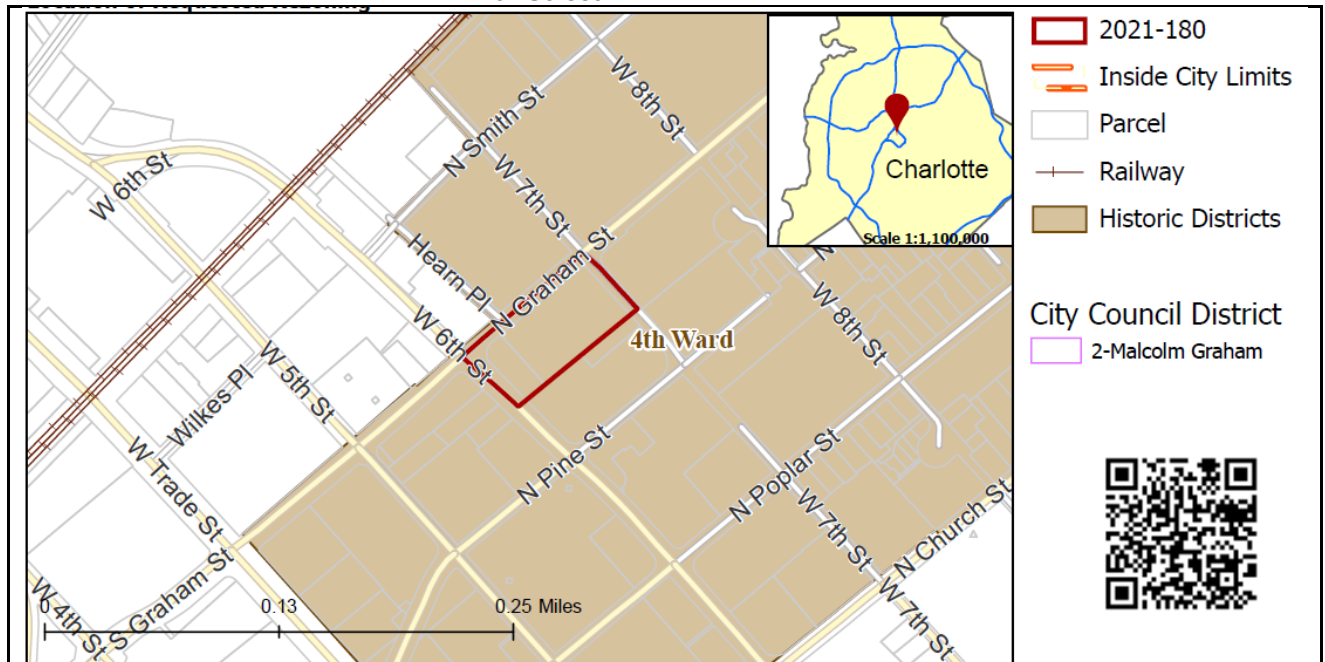 W 6th St
N Smith St
W 8th St
W 7th St
Hearn Pl
N Graham St
W 6th St
4th Ward
W 8th St
W 5th St
Wilkes Pl
W Trade St
N Pine St
N Poplar St
W 7th St
N Church St
W 7th St
S Graham St
W 4th St
0
0.13
0.25 Miles
Charlotte
Scale 1:1,100,000
2021-180
Inside City Limits
Parcel
Railway
Historic Districts
City Council District
2-Malcolm Graham